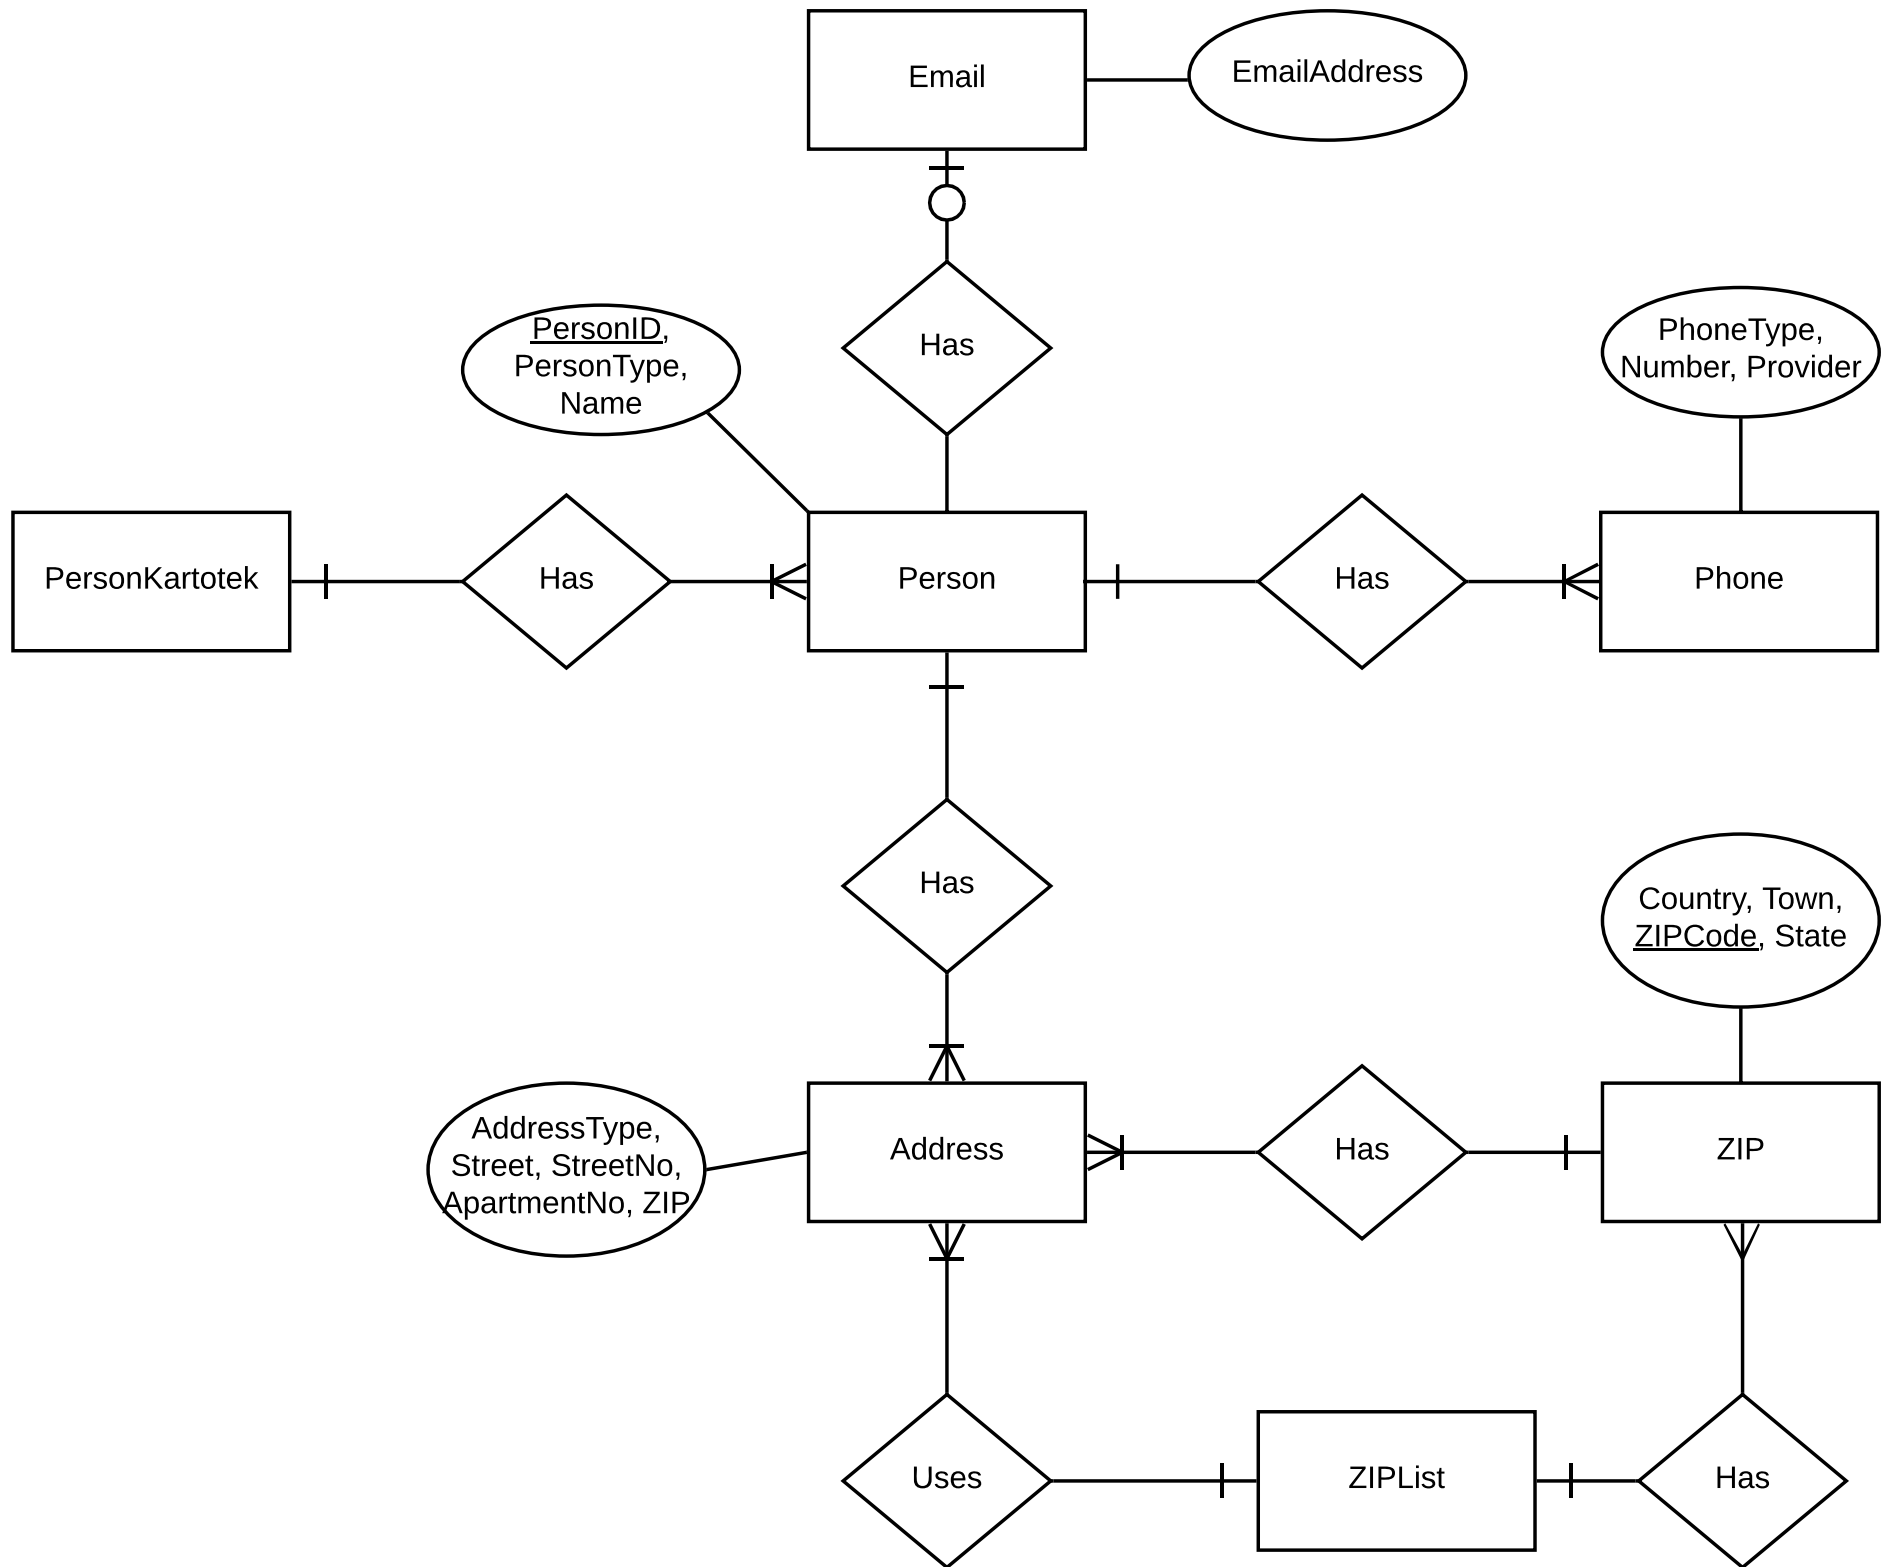 Email
EmailAddress
Has
PersonID,
PersonType,
Name
PhoneType,
Number, Provider
PersonKartotek
Has
Person
Has
Phone
Has
Country, Town,
ZIPCode, State
AddressType,
Street, StreetNo,
ApartmentNo, ZIP
Address
Has
ZIP
Uses
ZIPList
Has